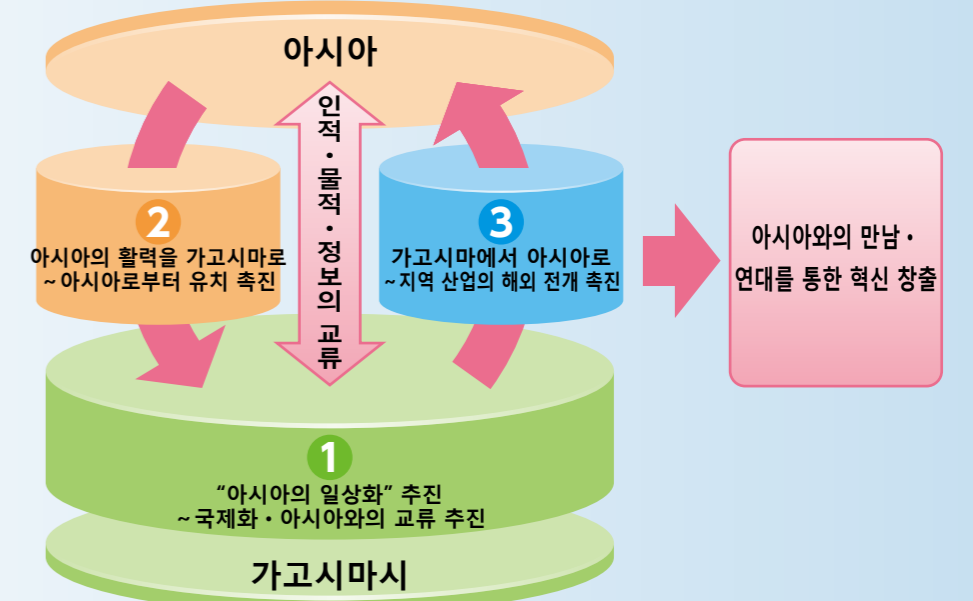 아시아
인적・물적・정보의 교류
2
아시아의 활력을 가고시마로
~아시아로부터 유치 촉진
3
가고시마에서 아시아로
~지역 산업의 해외 전개 촉진
아시아와의 만남・
연대를 통한 혁신 창출
1
“아시아의 일상화” 추진
~국제화・아시아와의 교류 추진
가고시마시